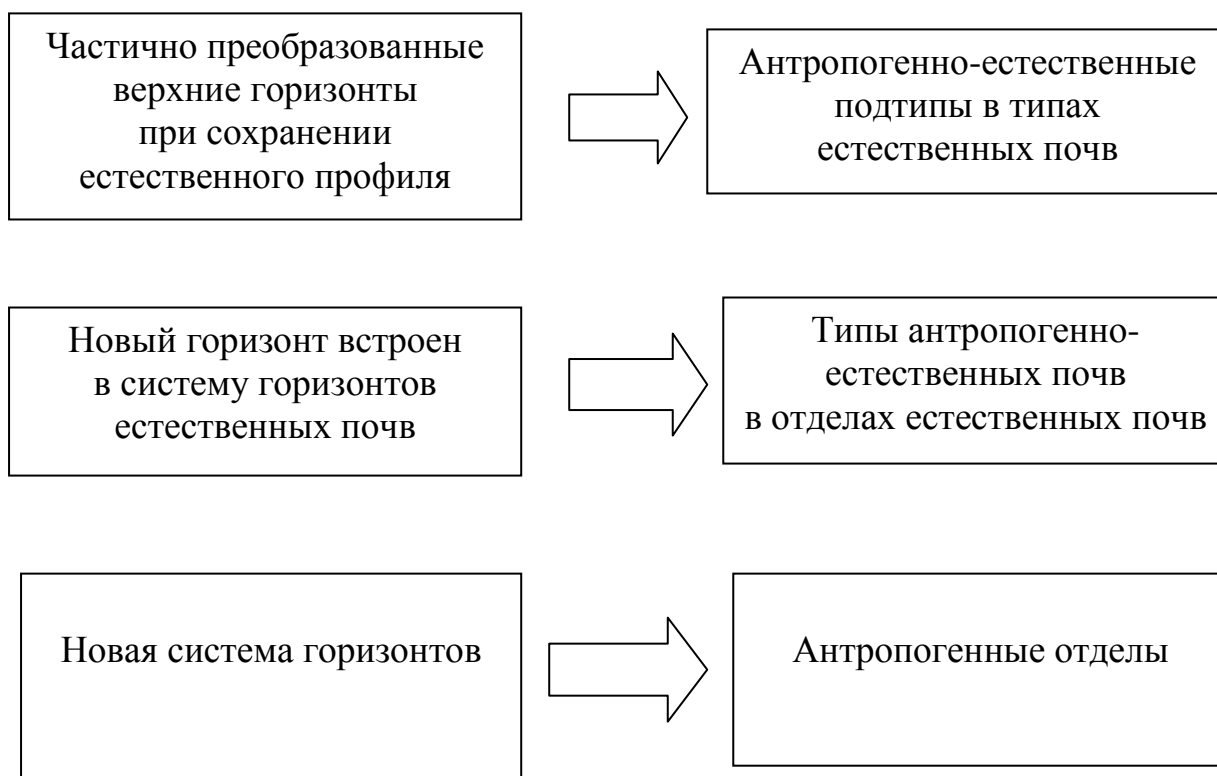 Частично преобразованные
верхние горизонты
при сохранении
естественного профиля
Антропогенно-естественные
подтипы в типах
естественных почв
Новый горизонт встроен
в систему горизонтов
естественных почв
Типы антропогенно-
естественных почв
в отделах естественных почв
Новая система горизонтов
Антропогенные отделы